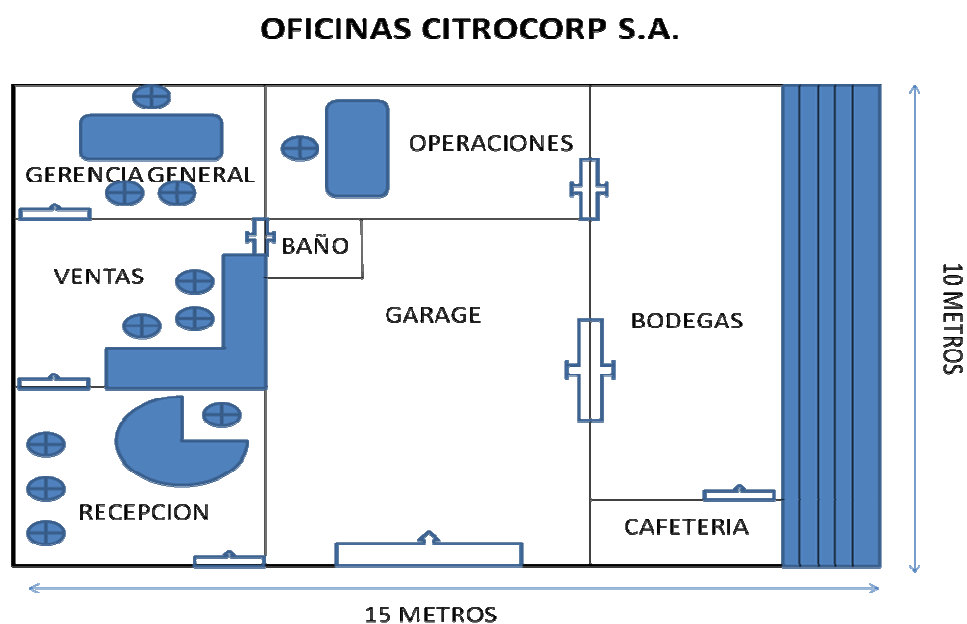 OFICINAS CITROCORP S.A.
OPERACIONES
GERENCIA GENERAL
BAÑO
VENTAS
GARAGE
BODEGAS
10 METROS
RECEPCION
CAFETERIA
15 METROS